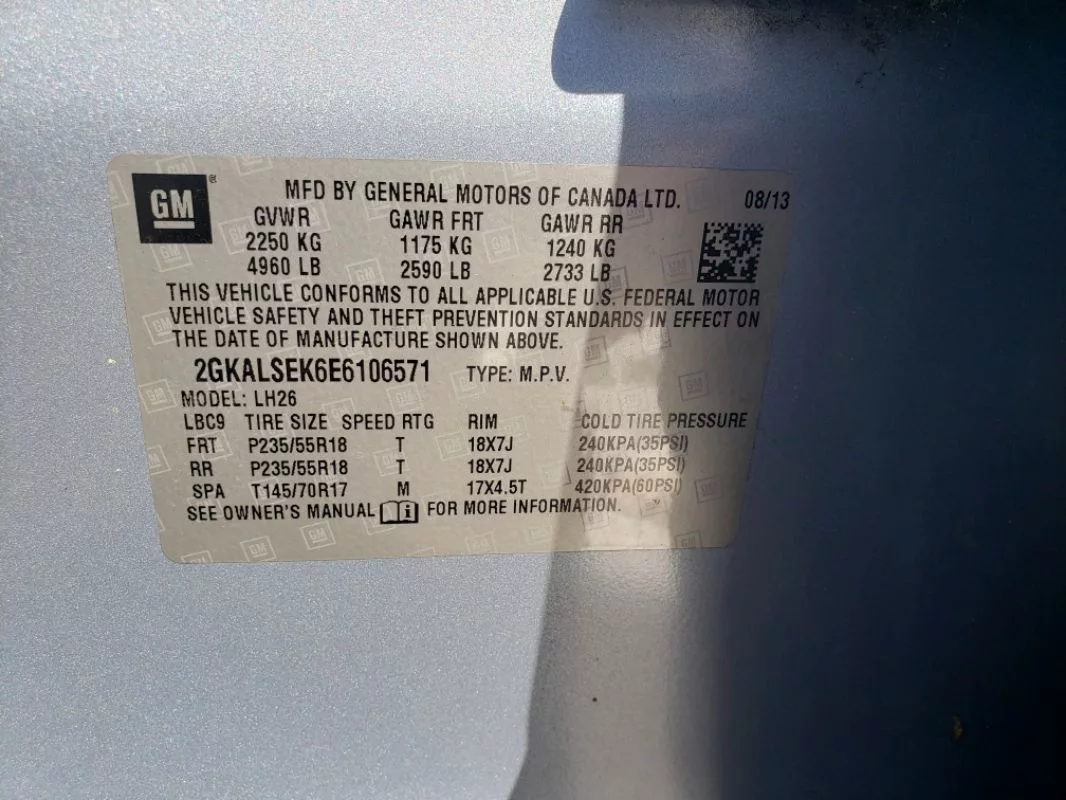 GM ® MFD BY GENERAL MOTORS OF CANADA LTD. 08/13
GVWR GAWR FRT GAWR RR
2250 KG 1175 KG 1240 KG
4960 LB 2590 LB 2733 LB
THIS VEHICLE CONFORMS TO ALL APPLICABLE U.S. FEDERAL MOTOR
VEHICLE SAFETY AND THEFT PREVENTION STANDARDS IN EFFECT ON
THE DATE OF MANUFACTURE SHOWN ABOVE.
2GKALSEK6E6106571 TYPE: M.P.V.
MODEL: LH26
LBC9 TIRE SIZE SPEED RTG RIM COLD TIRE PRESSURE
FRT P235/55R18 T 18X7J 240KPA(35PSI)
RR P235/55R18 T 18X7J 240KPA(35PSI)
SPA T145/70R17 M 17X4.5T 420KPA(60PSI)
SEE OWNER'S MANUAL i FOR MORE INFORMATION.